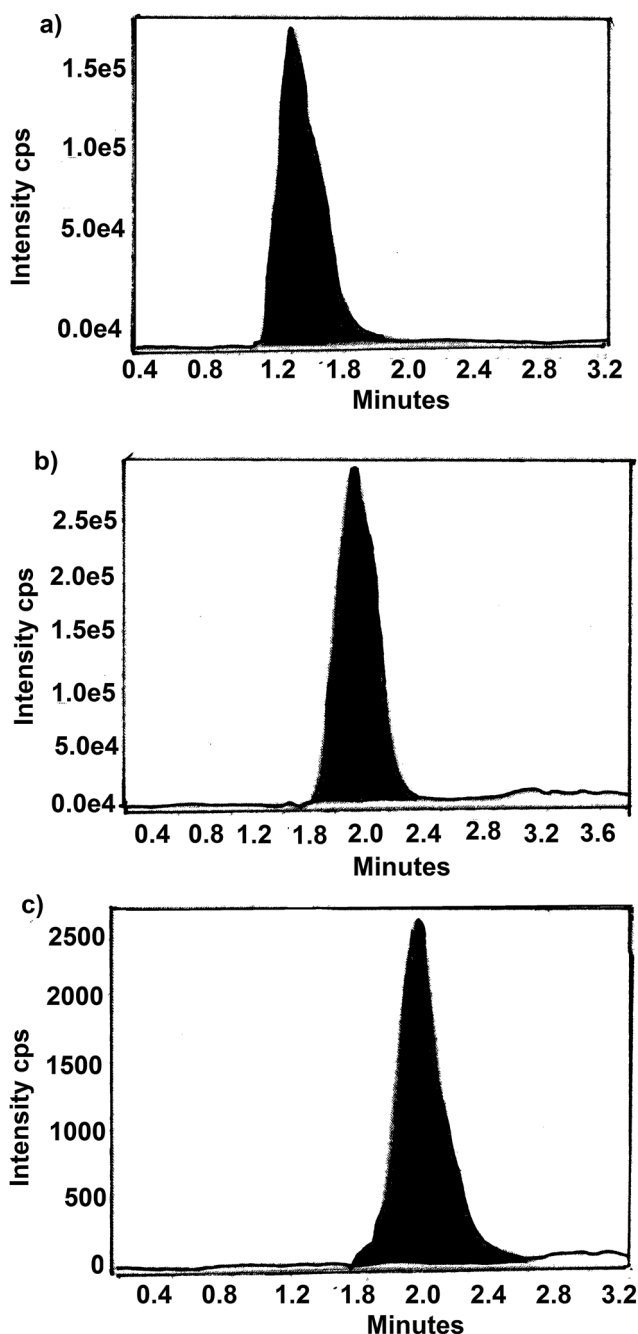 a)
Intensity cps
1.5e5
1.0e5
5.0e4
0.0e4
0.4 0.8 1.2 1.8 2.0 2.4 2.8 3.2
Minutes
b)
Intensity cps
2.5e5
2.0e5
1.5e5
1.0e5
5.0e4
0.0e4
0.4 0.8 1.2 1.8 2.0 2.4 2.8 3.2 3.6
Minutes
c)
Intensity cps
2500
2000
1500
1000
500
0
0.4 0.8 1.2 1.8 2.0 2.4 2.8 3.2
Minutes